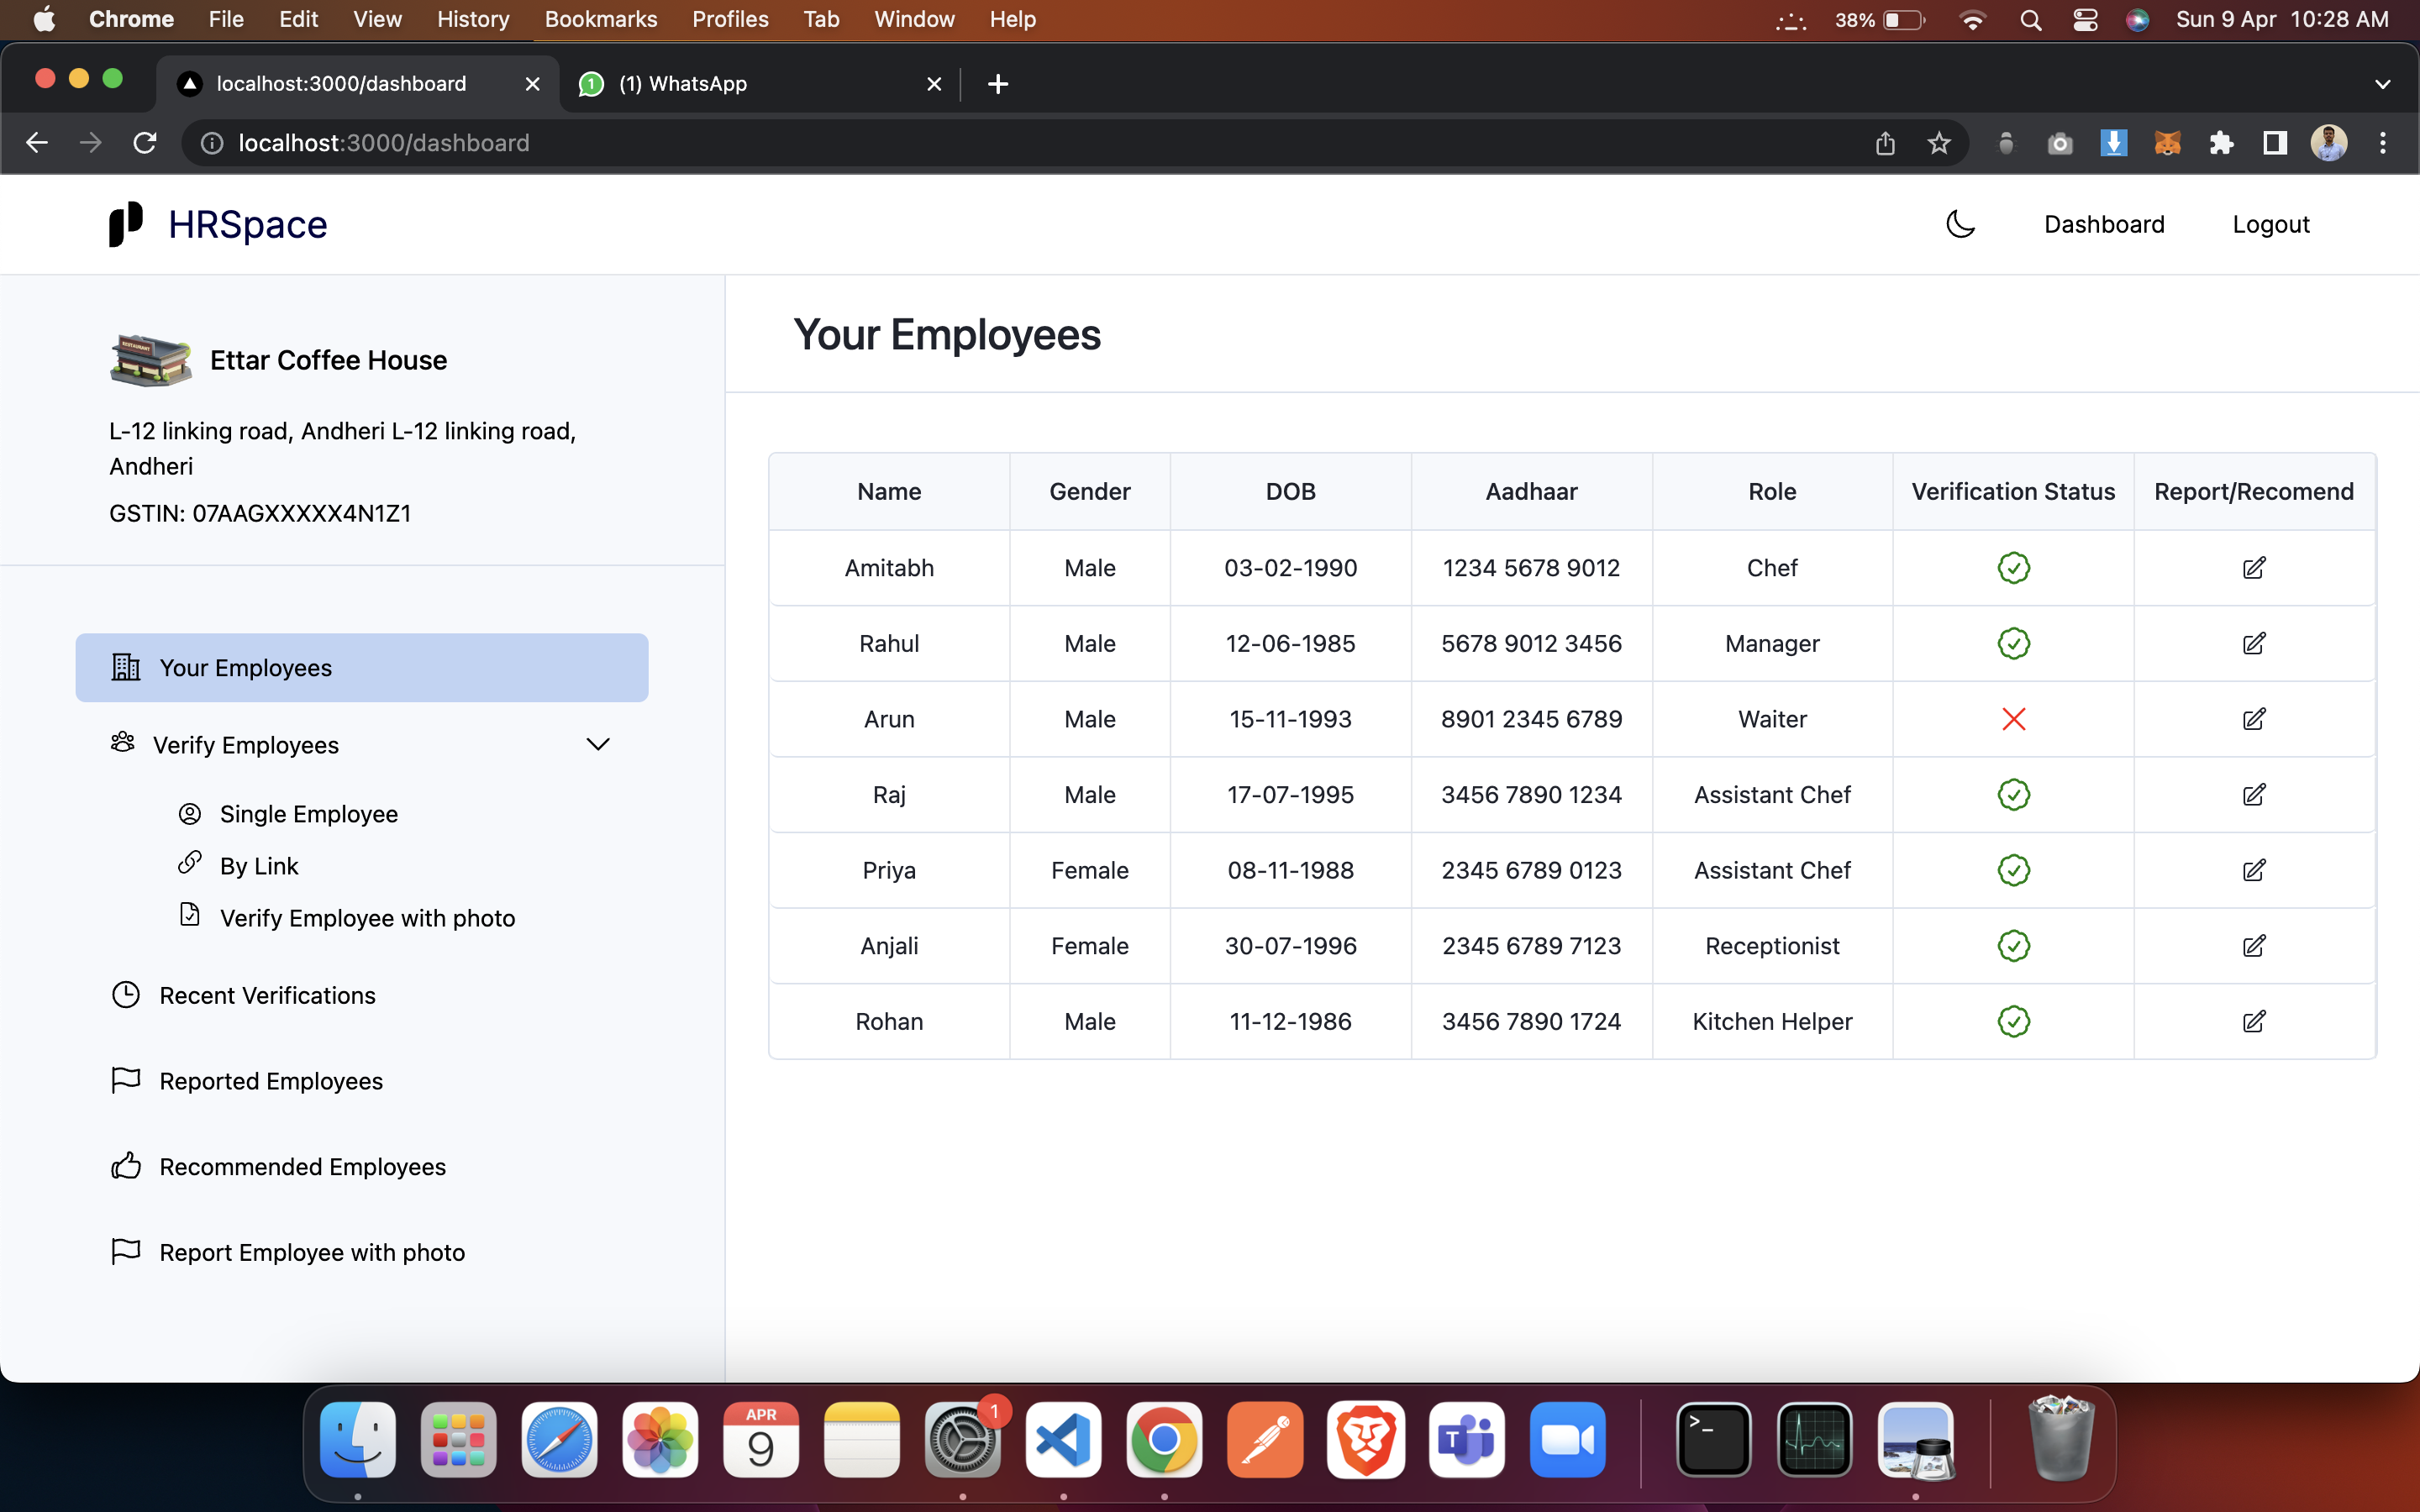 Chrome File Edit View History Bookmarks Profiles Tab Window Help 38% Sun 9 Apr 10:28 AM
localhost:3000/dashboard (1) WhatsApp
localhost:3000/dashboard
HRSpace Dashboard Logout
Ettar Coffee House
L-12 linking road, Andheri L-12 linking road,
Andheri
GSTIN: 07AAGXXXXX4N1Z1
Your Employees
Verify Employees
Single Employee
By Link
Verify Employee with photo
Recent Verifications
Reported Employees
Recommended Employees
Report Employee with photo
Your Employees
Name Gender DOB Aadhaar Role Verification Status Report/Recomend
Amitabh Male 03-02-1990 1234 5678 9012 Chef
Rahul Male 12-06-1985 5678 9012 3456 Manager
Arun Male 15-11-1993 8901 2345 6789 Waiter
Raj Male 17-07-1995 3456 7890 1234 Assistant Chef
Priya Female 08-11-1988 2345 6789 0123 Assistant Chef
Anjali Female 30-07-1996 2345 6789 7123 Receptionist
Rohan Male 11-12-1986 3456 7890 1724 Kitchen Helper
APR
9
1
T
>_